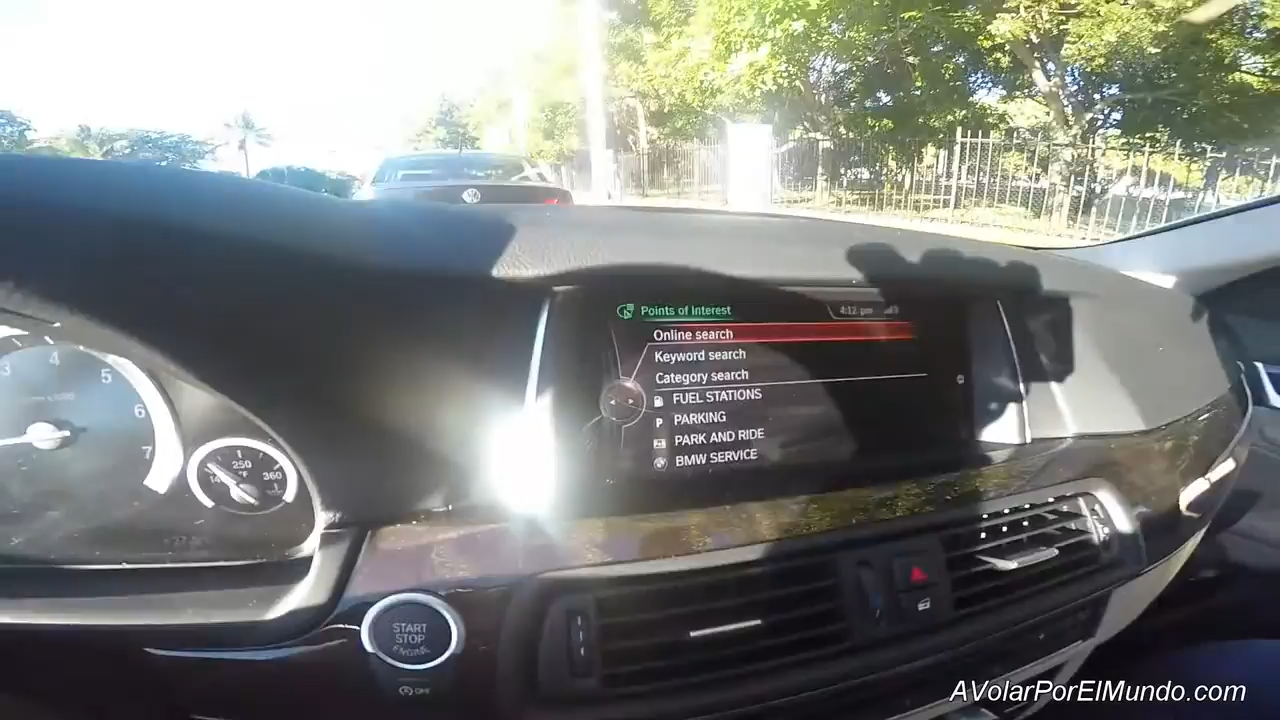 Points of Interest
4:12 pm
Online search
Keyword search
Category search
FUEL STATIONS
P PARKING
PARK AND RIDE
BMW SERVICE
3
4
5
6
7
250
°F
360
START
STOP
ENGINE
OFF
AVolarPorElMundo.com